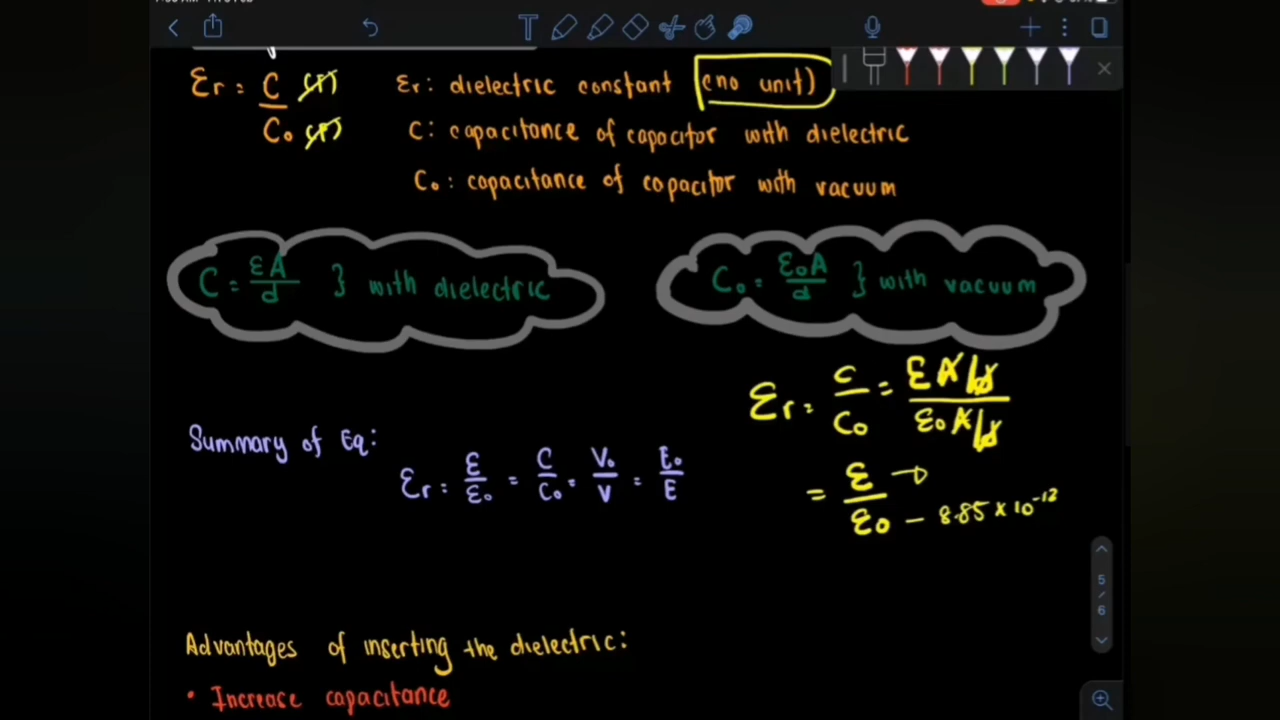 εr = C (F) / C₀ (F)
εr : dielectric constant (no unit)
C : capacitance of capacitor with dielectric
C₀ : capacitance of capacitor with vacuum
C = εA/d } with dielectric
C₀ = ε₀A/d } with vacuum
εr = C/C₀ = εA/d / ε₀A/d
= ε/ε₀ → – 8.85 × 10⁻¹²
Summary of Eq:
εr = ε/ε₀ = C/C₀ = V₀/V = E₀/E
Advantages of inserting the dielectric:
• Increase capacitance
5
/
6